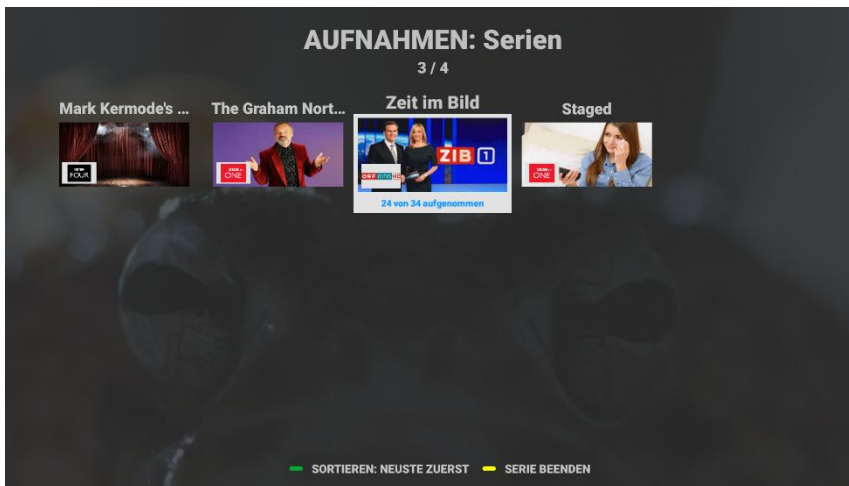 AUFNAHMEN: Serien
3 / 4
Mark Kermode's ...
The Graham Nort...
Zeit im Bild
Staged
FOUR
ONE
ZIB 1
ORF EINS HD
ONE
24 von 34 aufgenommen
SORTIEREN: NEUSTE ZUERST
SERIE BEENDEN